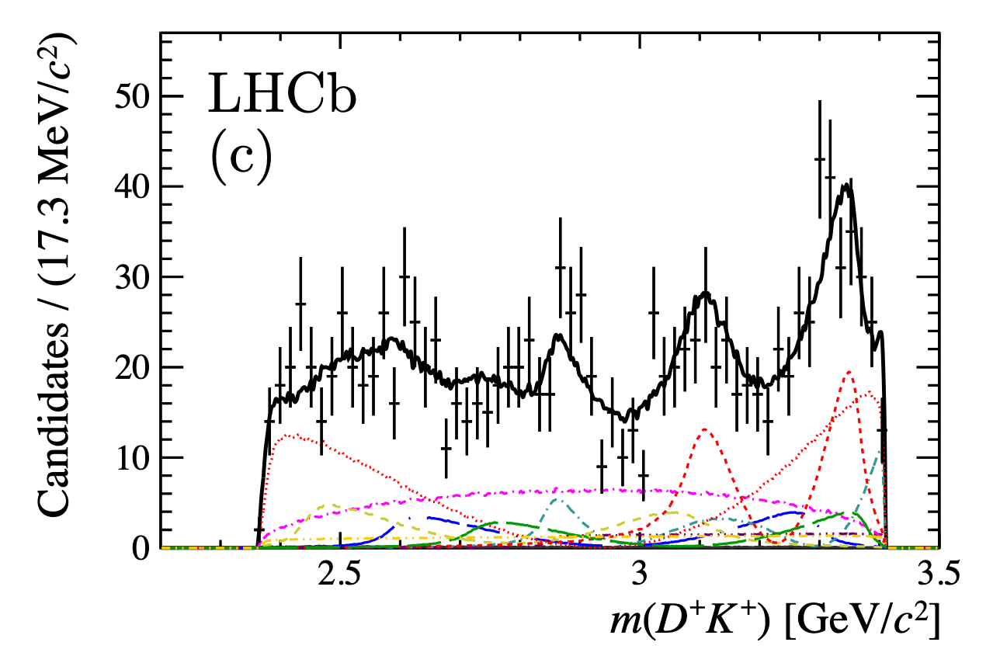 LHCb
(c)
Candidates / (17.3 MeV/c²)
50
40
30
20
10
0
2.5
3
3.5
m(D⁺K⁺) [GeV/c²]